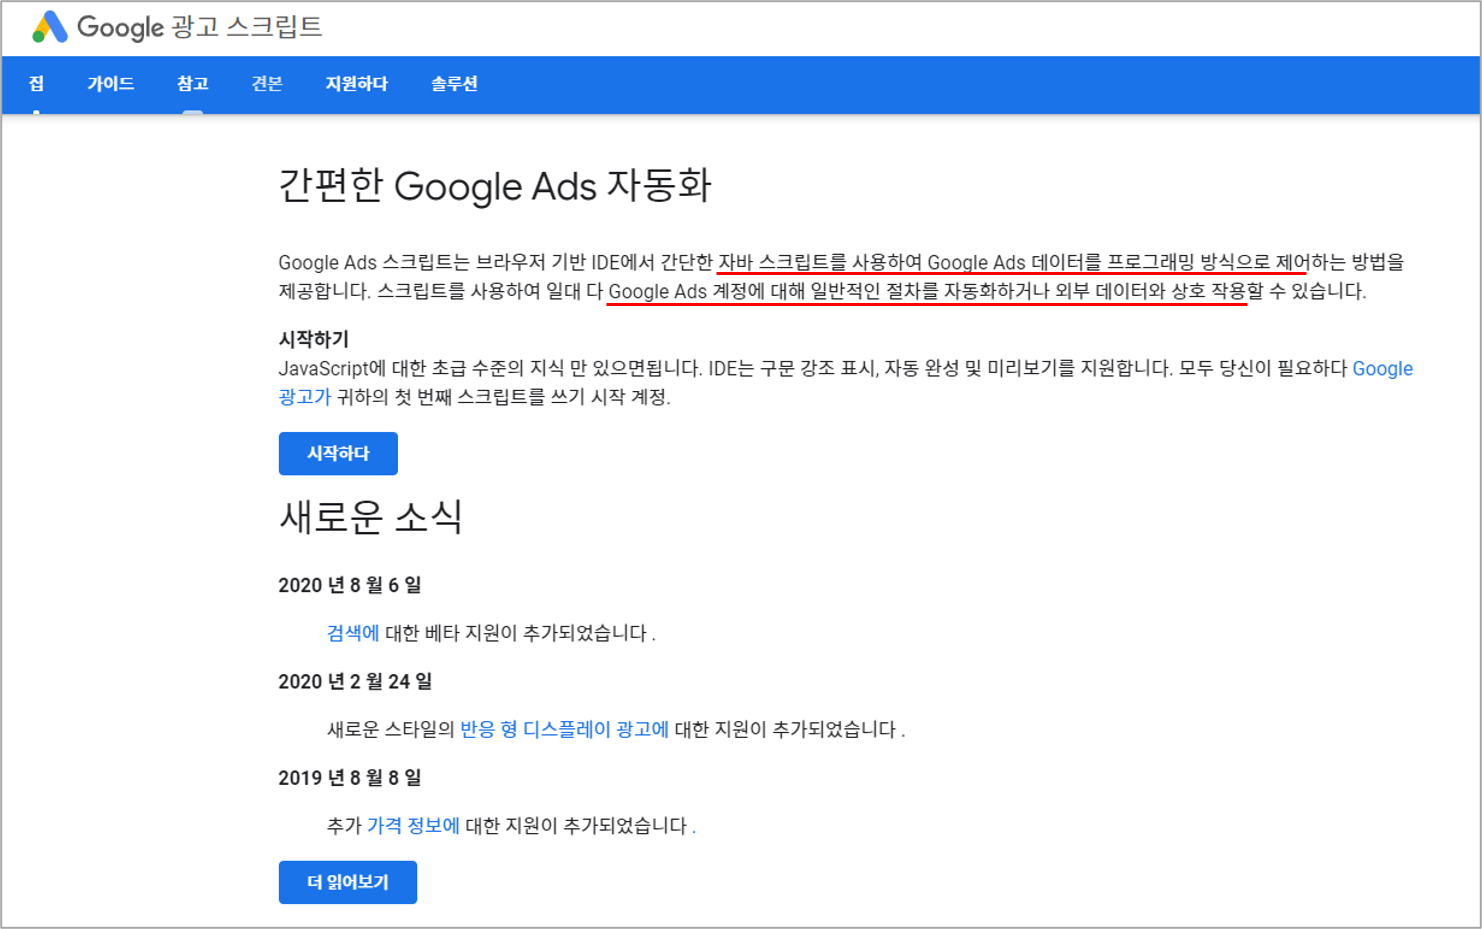 Google 광고 스크립트
집 가이드 참고 견본 지원하다 솔루션
간편한 Google Ads 자동화
Google Ads 스크립트는 브라우저 기반 IDE에서 간단한 자바 스크립트를 사용하여 Google Ads 데이터를 프로그래밍 방식으로 제어하는 방법을
제공합니다. 스크립트를 사용하여 일대 다 Google Ads 계정에 대해 일반적인 절차를 자동화하거나 외부 데이터와 상호 작용할 수 있습니다.
시작하기
JavaScript에 대한 초급 수준의 지식 만 있으면됩니다. IDE는 구문 강조 표시, 자동 완성 및 미리보기를 지원합니다. 모두 당신이 필요하다 Google
광고가 귀하의 첫 번째 스크립트를 쓰기 시작 계정.
시작하다
새로운 소식
2020 년 8 월 6 일
검색에 대한 베타 지원이 추가되었습니다 .
2020 년 2 월 24 일
새로운 스타일의 반응 형 디스플레이 광고에 대한 지원이 추가되었습니다 .
2019 년 8 월 8 일
추가 가격 정보에 대한 지원이 추가되었습니다 .
더 읽어보기